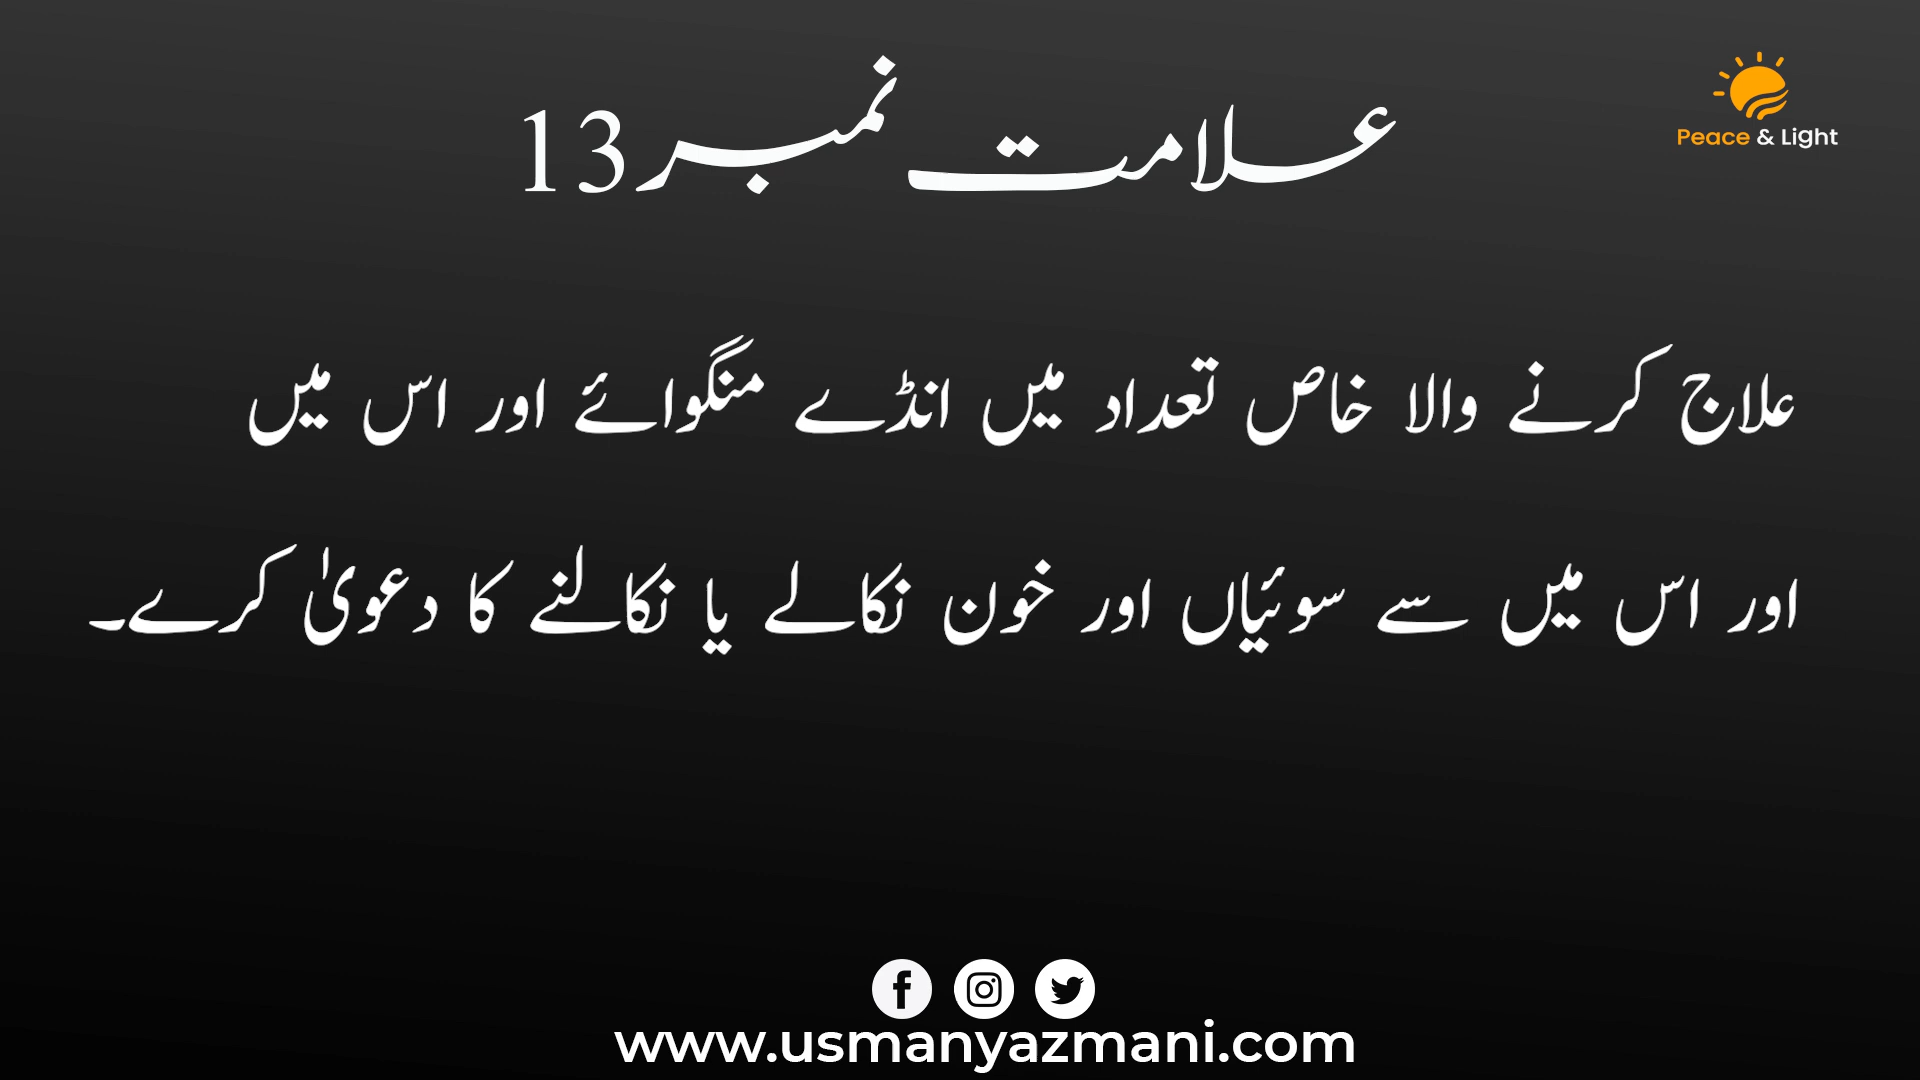 علامت نمبر 13
Peace & Light
علاج کرنے والا خاص تعداد میں انڈے منگوائے اور اس میں
اور اس میں سے سوئیاں اور خون نکالے یا نکالنے کا دعویٰ کرے۔
www.usmanyazmani.com